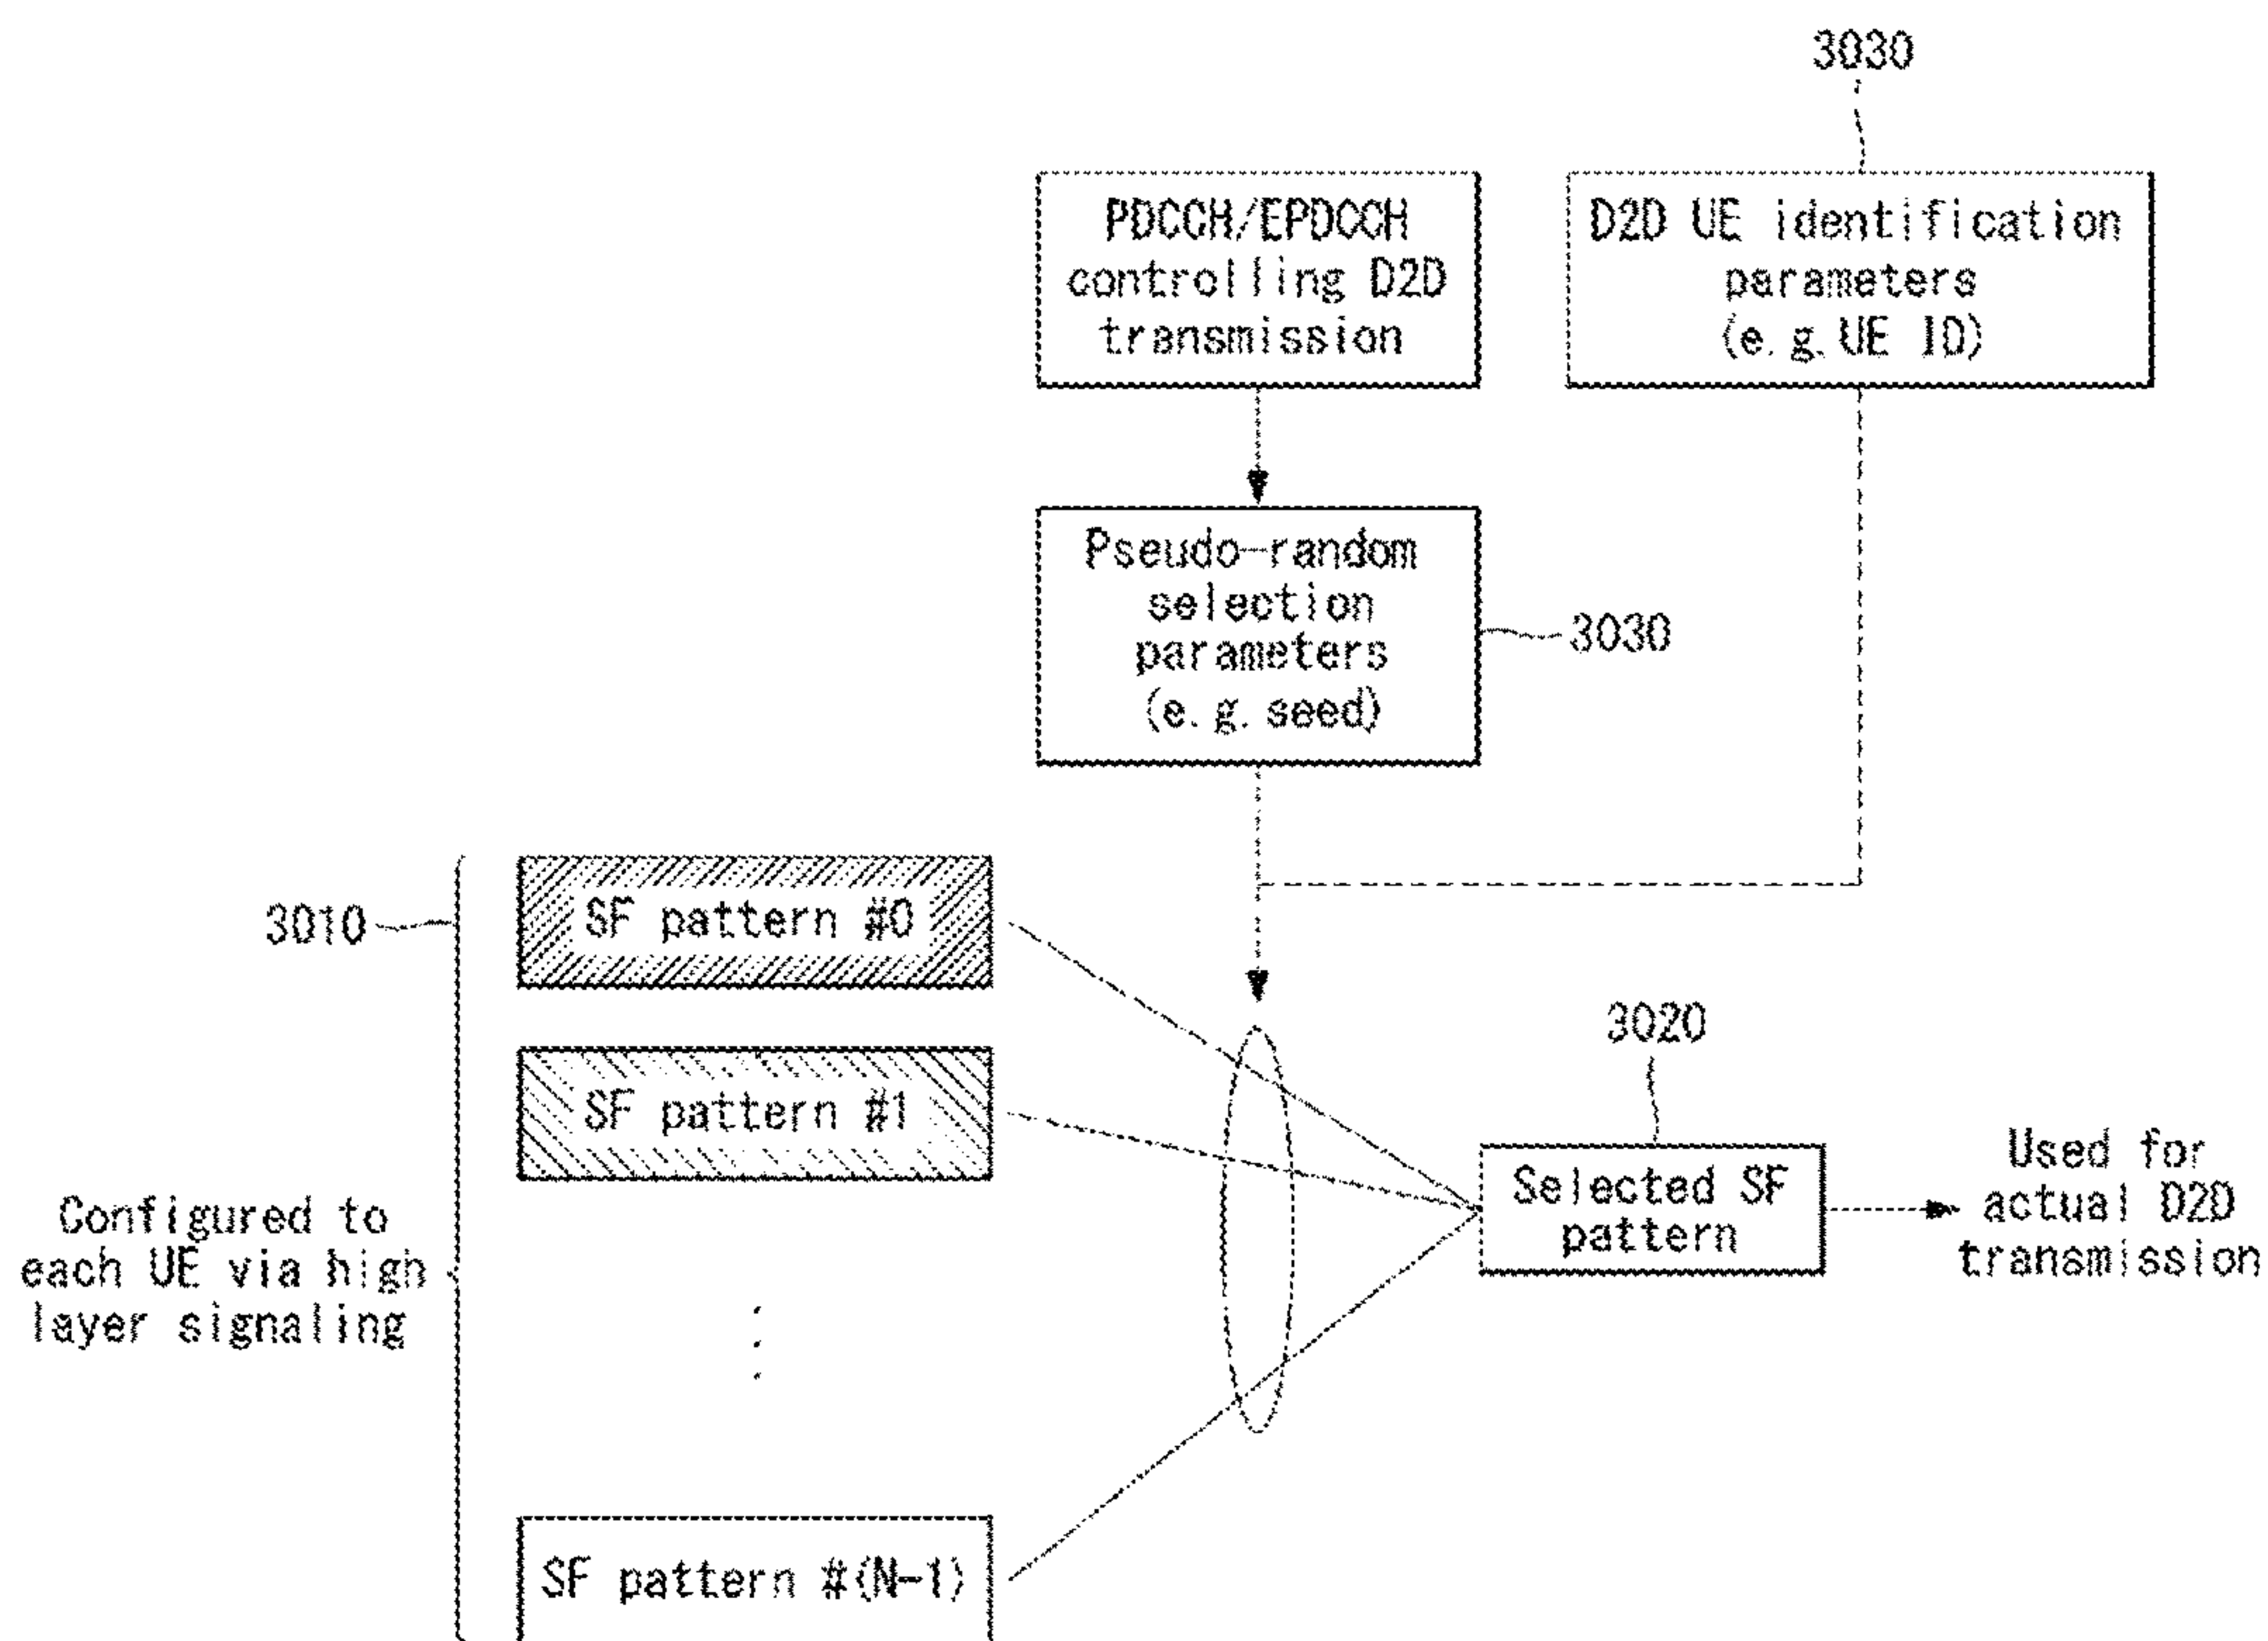 3030
PDCCH/EPDCCH
controlling D2D
transmission
D2D UE identification
parameters
(e.g. UE ID)
Pseudo-random
selection
parameters
(e.g. seed)
3030
3010
SF pattern #0
SF pattern #1
SF pattern #(N-1)
Configured to
each UE via high
layer signaling
3020
Selected SF
pattern
Used for
actual D2D
transmission